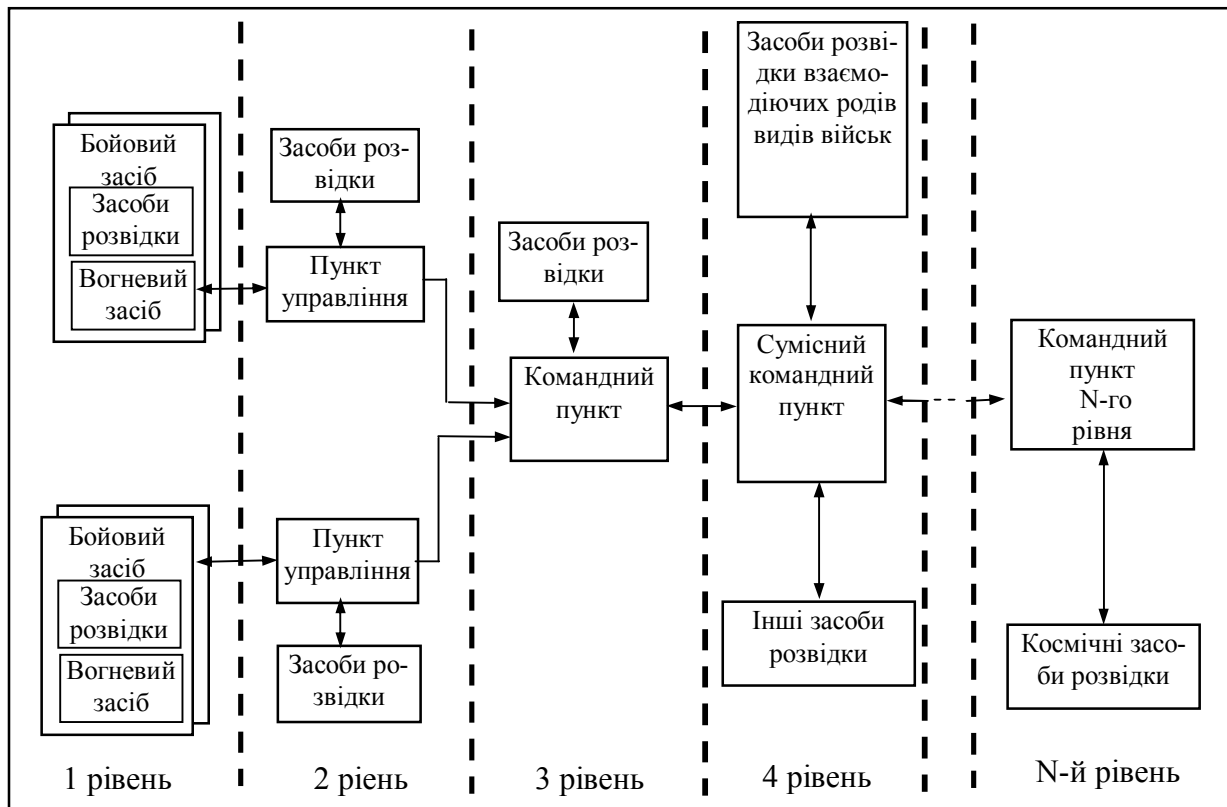 Бойовий
засіб
Засоби
розвідки
Вогневий
засіб
Бойовий
засіб
Засоби
розвідки
Вогневий
засіб
1 рівень
Засоби роз-
відки
Пункт
управління
Пункт
управління
Засоби ро-
звідки
2 ріень
Засоби роз-
відки
Командний
пункт
3 рівень
Засоби розві-
дки взаємо-
діючих родів
видів військ
Сумісний
командний
пункт
Інші засоби
розвідки
4 рівень
Командний
пункт
N-го
рівня
Космічні засо-
би розвідки
N-й рівень